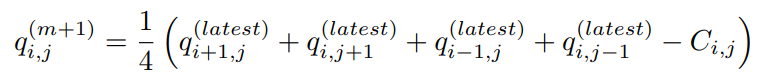 $$q_{i,j}^{(m+1)} = \frac{1}{4}\left(q_{i+1,j}^{(latest)} + q_{i,j+1}^{(latest)} + q_{i-1,j}^{(latest)} + q_{i,j-1}^{(latest)} - C_{i,j}\right)$$